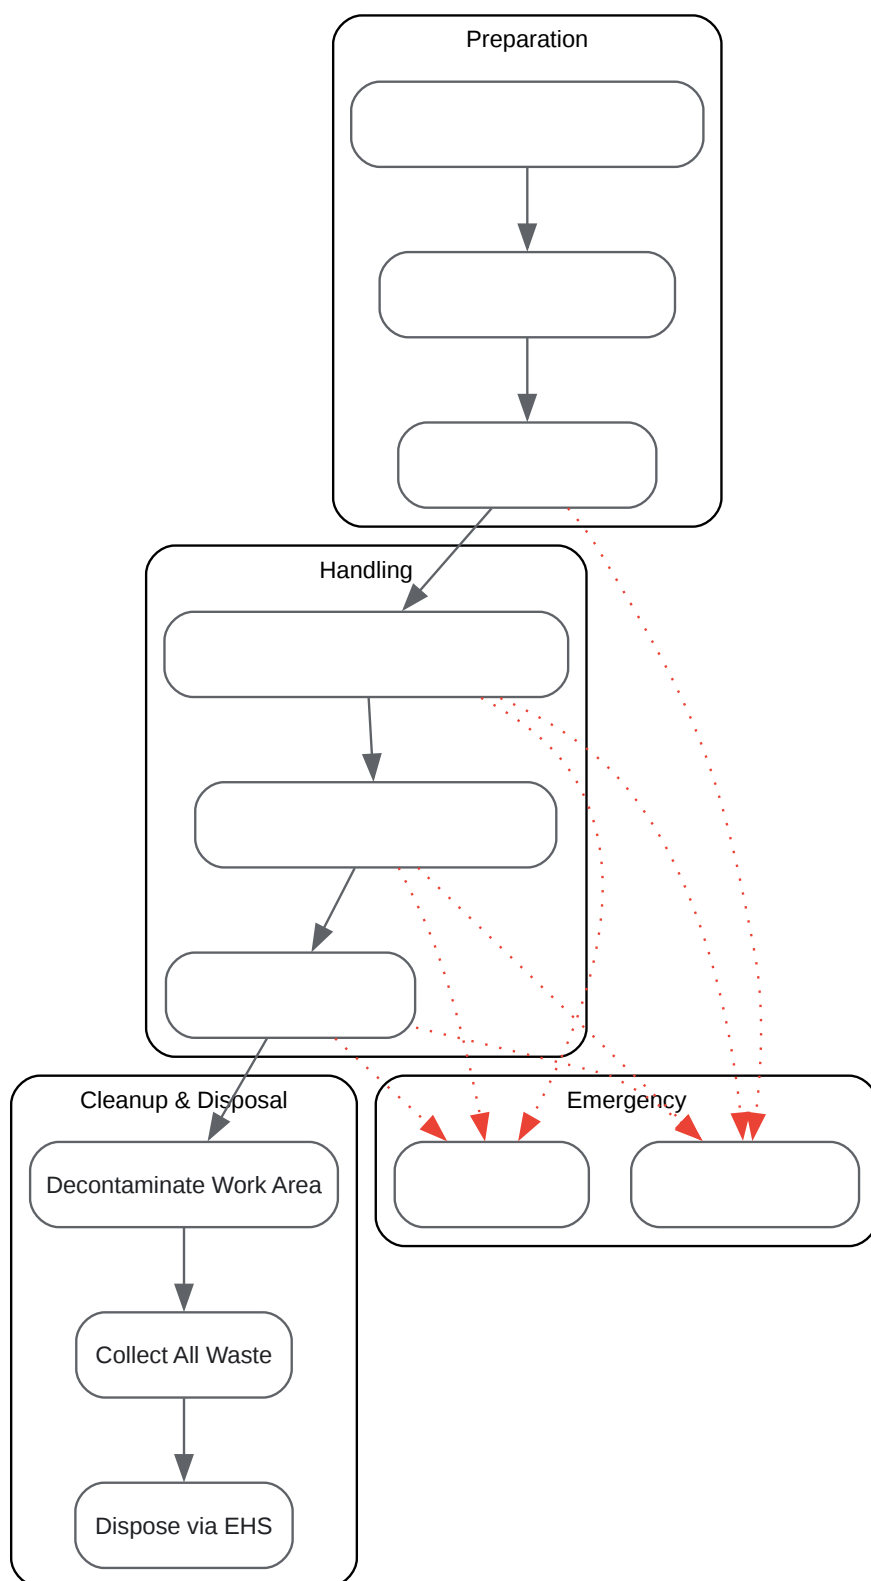 Preparation
Handling
Cleanup & Disposal
Emergency
Decontaminate Work Area
Collect All Waste
Dispose via EHS